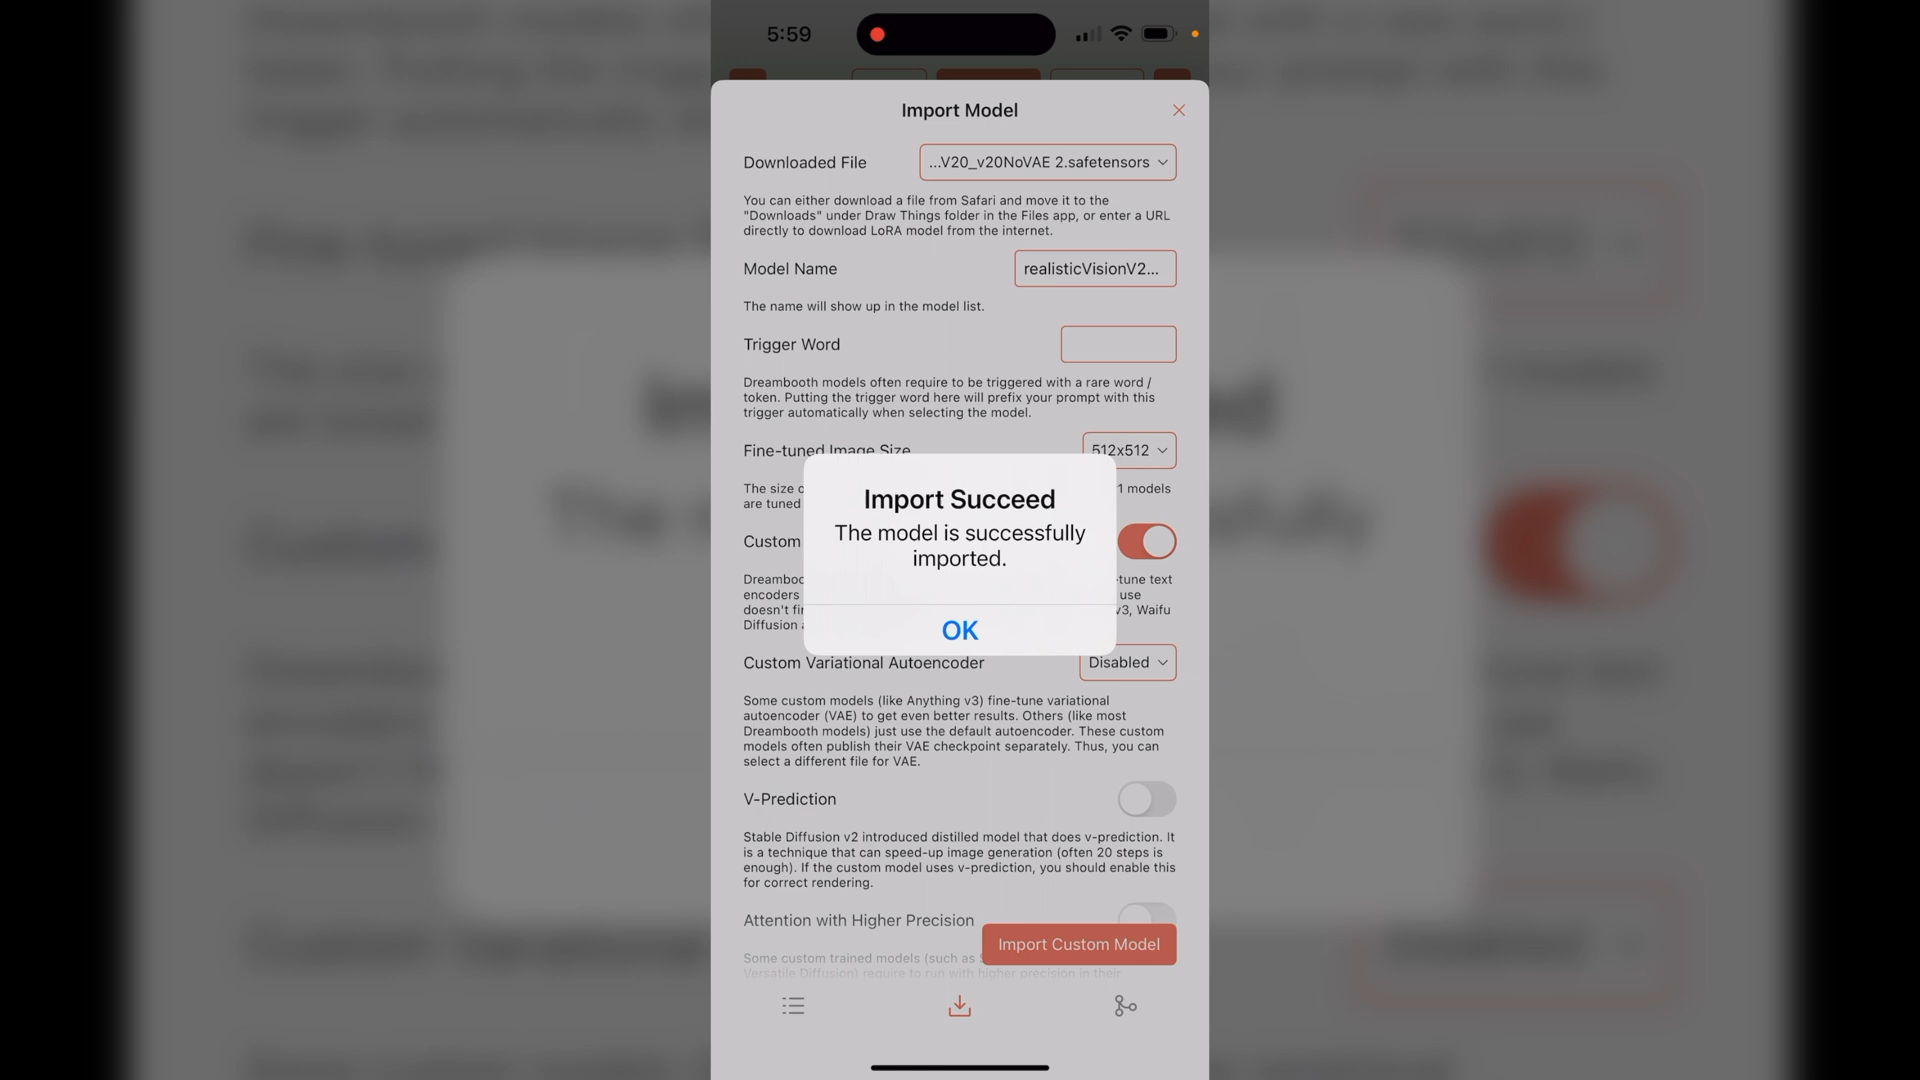 5:59
Import Model
Downloaded File
...V20_v20NoVAE 2.safetensors
You can either download a file from Safari and move it to the
"Downloads" under Draw Things folder in the Files app, or enter a URL
directly to download LoRA model from the internet.
Model Name
realisticVisionV2...
The name will show up in the model list.
Trigger Word
Dreambooth models often require to be triggered with a rare word /
token. Putting the trigger word here will prefix your prompt with this
trigger automatically when selecting the model.
Fine-tuned Image Size
512x512
The size
1 models
are tuned
Import Succeed
The model is successfully
imported.
OK
Custom
Dreamboo
-tune text
encoders
use
doesn't
v3, Waifu
Diffusion
Custom Variational Autoencoder
Disabled
Some custom models (like Anything v3) fine-tune variational
autoencoder (VAE) to get even better results. Others (like most
Dreambooth models) just use the default autoencoder. These custom
models often publish their VAE checkpoint separately. Thus, you can
select a different file for VAE.
V-Prediction
Stable Diffusion v2 introduced distilled model that does v-prediction. It
is a technique that can speed-up image generation (often 20 steps is
enough). If the custom model uses v-prediction, you should enable this
for correct rendering.
Attention with Higher Precision
Import Custom Model
Some custom trained models (such as
Versatile Diffusion) require to run with higher precision in their